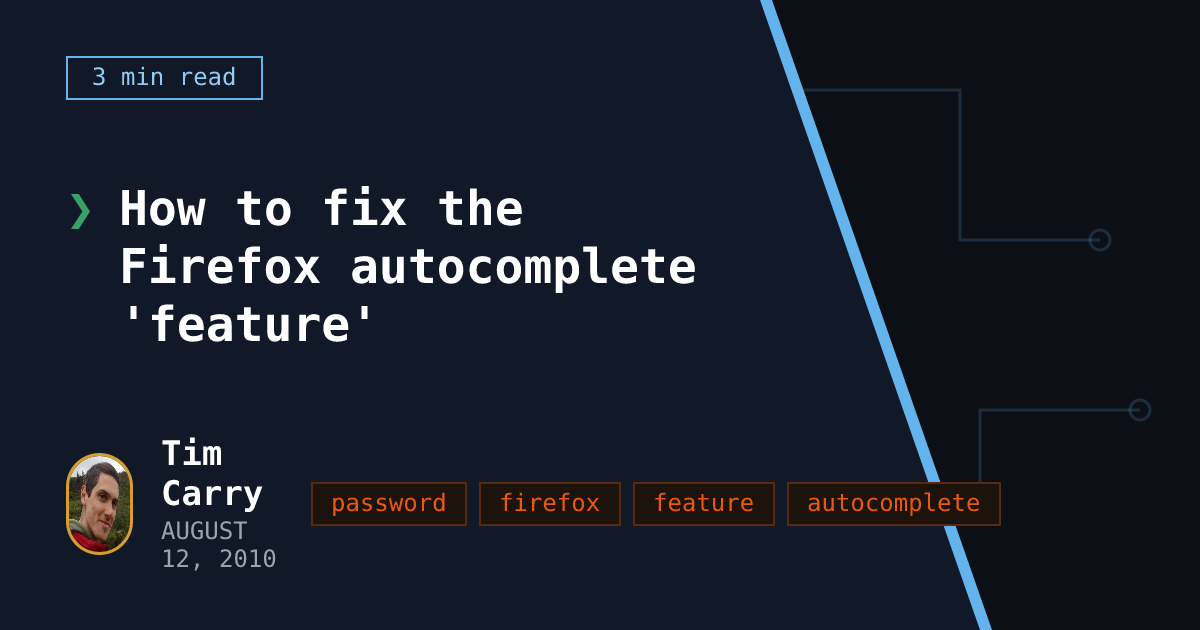 3 min read
❯ How to fix the
Firefox autocomplete
'feature'
Tim
Carry
AUGUST
12, 2010
password firefox feature autocomplete